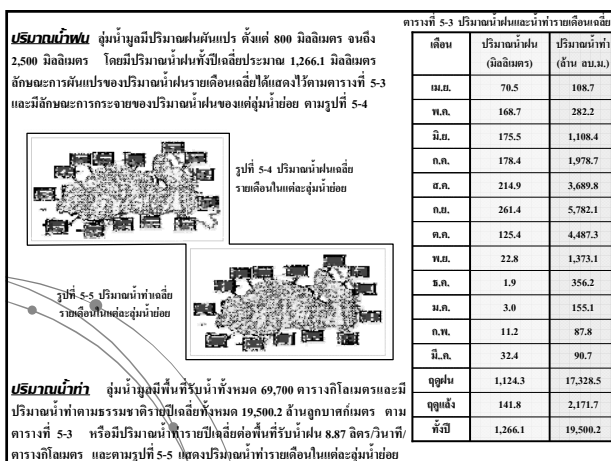 ปริมาณน้ำฝน ลุ่มน้ำมูลมีปริมาณฝนผันแปร ตั้งแต่ 800 มิลลิเมตร จนถึง
2,500 มิลลิเมตร โดยมีปริมาณฝนทั้งปีเฉลี่ยประมาณ 1,266.1 มิลลิเมตร
ลักษณะการผันแปรของปริมาณน้ำฝนรายเดือนเฉลี่ยได้แสดงไว้ตามตารางที่ 5-3
และมีลักษณะการกระจายของปริมาณน้ำฝนของแต่ลุ่มน้ำย่อย ตามรูปที่ 5-4
รูปที่ 5-4 ปริมาณน้ำฝนเฉลี่ย
รายเดือนในแต่ละลุ่มน้ำย่อย
รูปที่ 5-5 ปริมาณน้ำท่าเฉลี่ย
รายเดือนในแต่ละลุ่มน้ำย่อย
ปริมาณน้ำท่า ลุ่มน้ำมูลมีพื้นที่รับน้ำทั้งหมด 69,700 ตารางกิโลเมตรและมี
ปริมาณน้ำท่าตามธรรมชาติรายปีเฉลี่ยทั้งหมด 19,500.2 ล้านลูกบาศก์เมตร ตาม
ตารางที่ 5-3 หรือมีปริมาณน้ำท่ารายปีเฉลี่ยต่อพื้นที่รับน้ำฝน 8.87 ลิตร/วินาที/
ตารางกิโลเมตร และตามรูปที่ 5-5 แสดงปริมาณน้ำท่ารายเดือนในแต่ละลุ่มน้ำย่อย
ตารางที่ 5-3 ปริมาณน้ำฝนและน้ำท่ารายเดือนเฉลี่ย
เดือน ปริมาณน้ำฝน ปริมาณน้ำท่า
(มิลลิเมตร) (ล้าน ลบ.ม.)
เม.ย. 70.5 108.7
พ.ค. 168.7 282.2
มิ.ย. 175.5 1,108.4
ก.ค. 178.4 1,978.7
ส.ค. 214.9 3,689.8
ก.ย. 261.4 5,782.1
ต.ค. 125.4 4,487.3
พ.ย. 22.8 1,373.1
ธ.ค. 1.9 356.2
ม.ค. 3.0 155.1
ก.พ. 11.2 87.8
มี..ค. 32.4 90.7
ฤดูฝน 1,124.3 17,328.5
ฤดูแล้ง 141.8 2,171.7
ทั้งปี 1,266.1 19,500.2